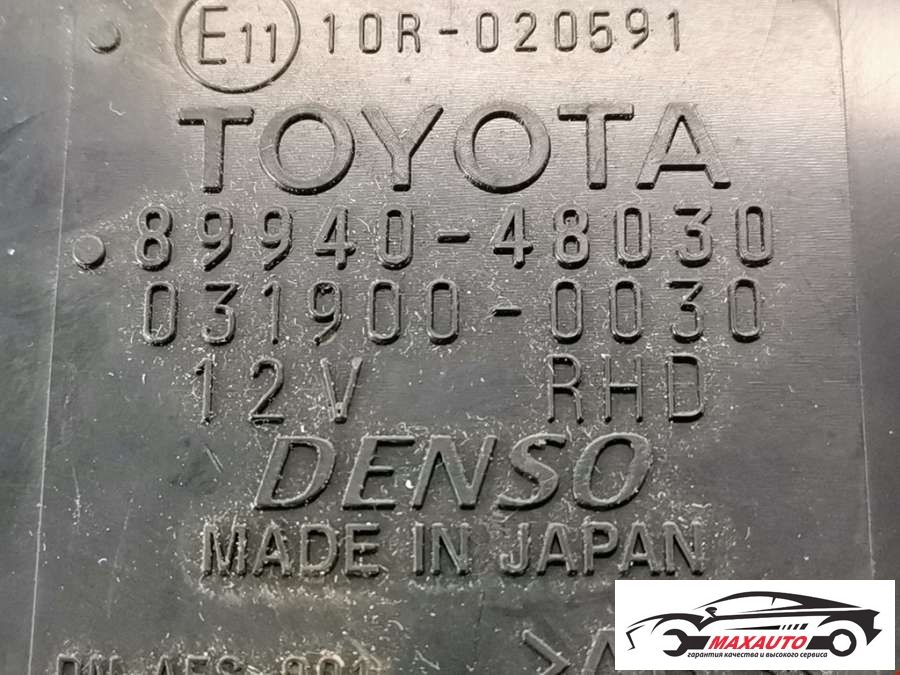 E11 10R-020591
TOYOTA
89940-48030
031900-0030
12V RHD
DENSO
MADE IN JAPAN
MAXAUTO
гарантия качества и высокого сервиса